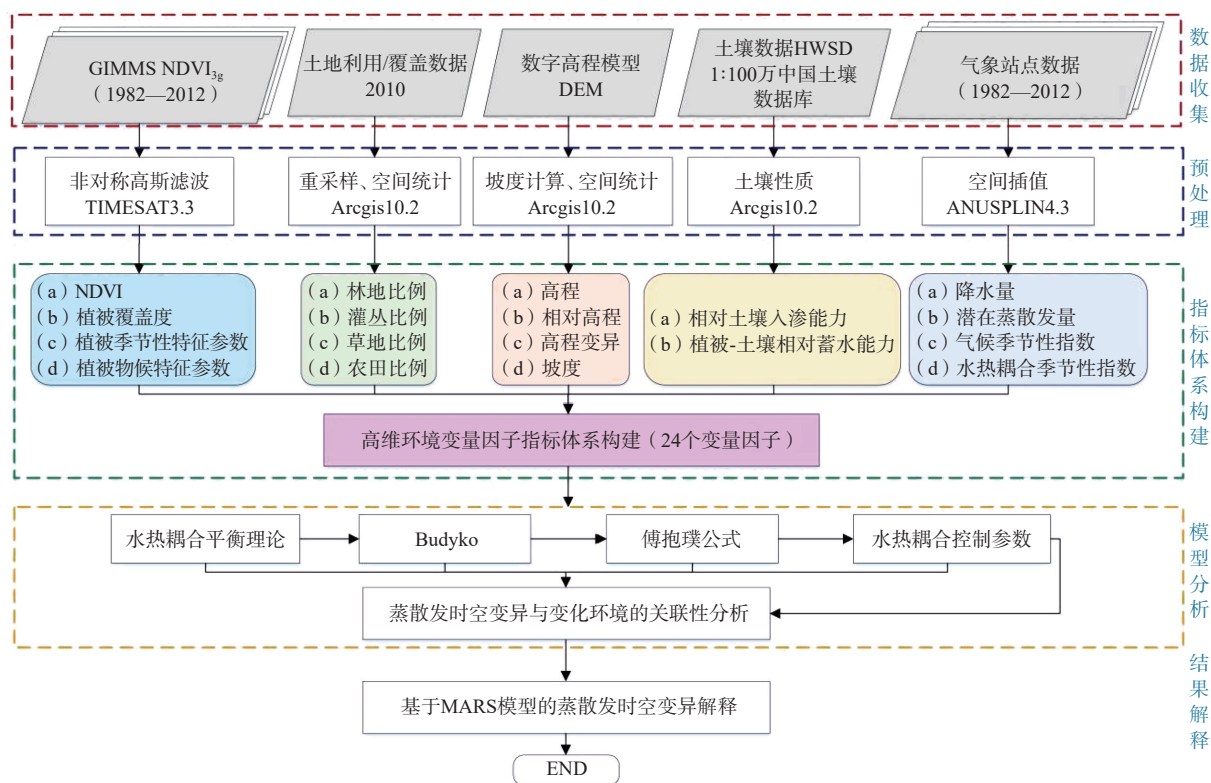 GIMMS NDVI3g
（1982—2012）
土地利用/覆盖数据
2010
数字高程模型
DEM
土壤数据HWSD
1∶100万中国土壤
数据库
气象站点数据
（1982—2012）
数据收集
非对称高斯滤波
TIMESAT3.3
重采样、空间统计
Arcgis10.2
坡度计算、空间统计
Arcgis10.2
土壤性质
Arcgis10.2
空间插值
ANUSPLIN4.3
预处理
（a）NDVI
（b）植被覆盖度
（c）植被季节性特征参数
（d）植被物候特征参数
（a）林地比例
（b）灌丛比例
（c）草地比例
（d）农田比例
（a）高程
（b）相对高程
（c）高程变异
（d）坡度
（a）相对土壤入渗能力
（b）植被-土壤相对蓄水能力
（a）降水量
（b）潜在蒸散发量
（c）气候季节性指数
（d）水热耦合季节性指数
高维环境变量因子指标体系构建（24个变量因子）
指标体系构建
水热耦合平衡理论
Budyko
傅抱璞公式
水热耦合控制参数
蒸散发时空变异与变化环境的关联性分析
模型分析
基于MARS模型的蒸散发时空变异解释
结果解释
END